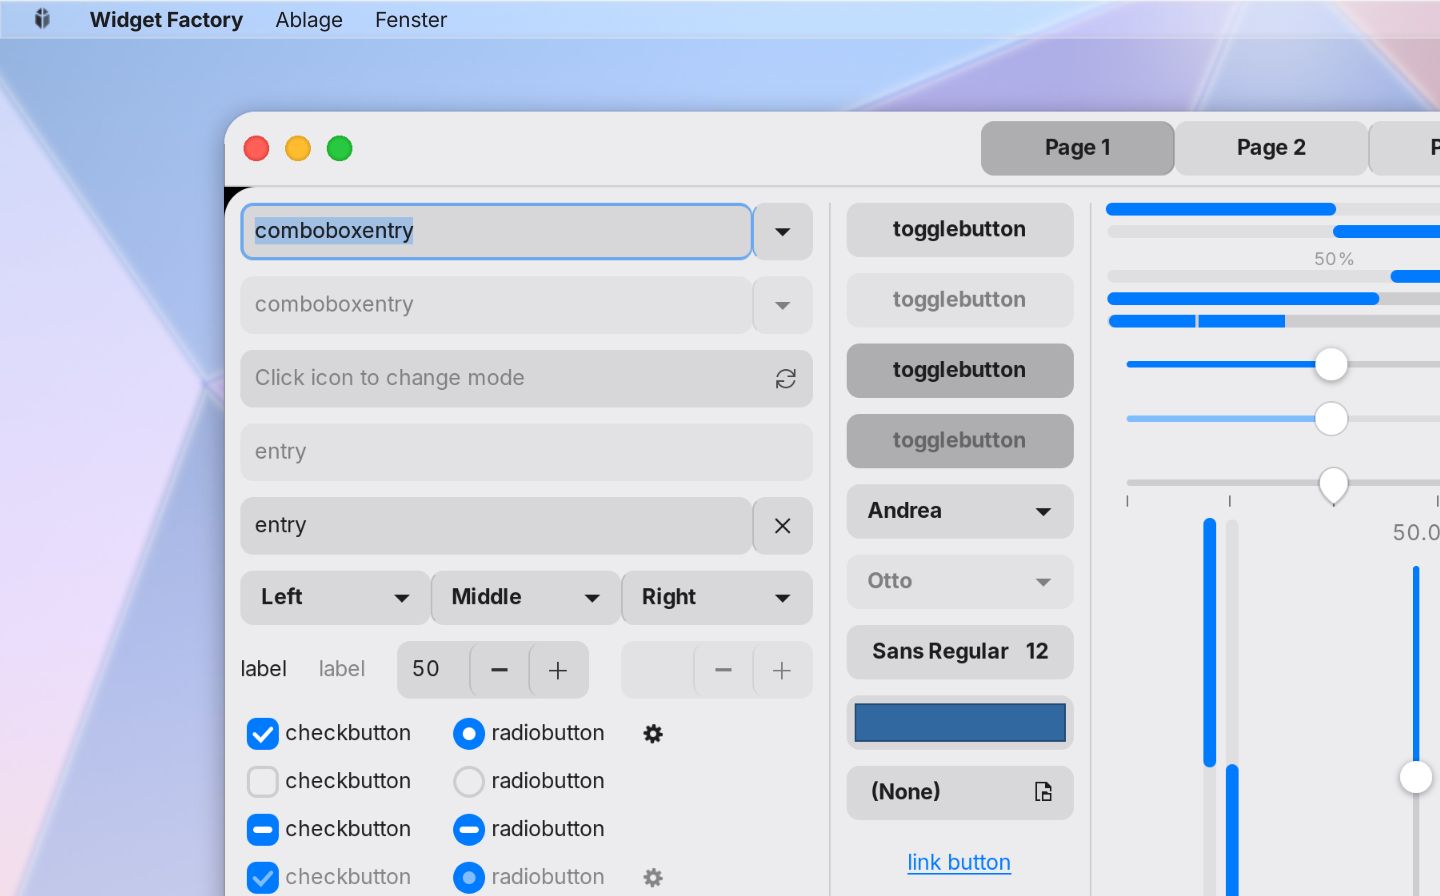 Widget Factory Ablage Fenster
Page 1 Page 2 P
comboboxentry
comboboxentry
Click icon to change mode
entry
entry
Left Middle Right
label label 50
checkbutton radiobutton
checkbutton radiobutton
checkbutton radiobutton
checkbutton radiobutton
togglebutton
togglebutton
togglebutton
togglebutton
Andrea
Otto
Sans Regular 12
(None)
link button
50%
50.0